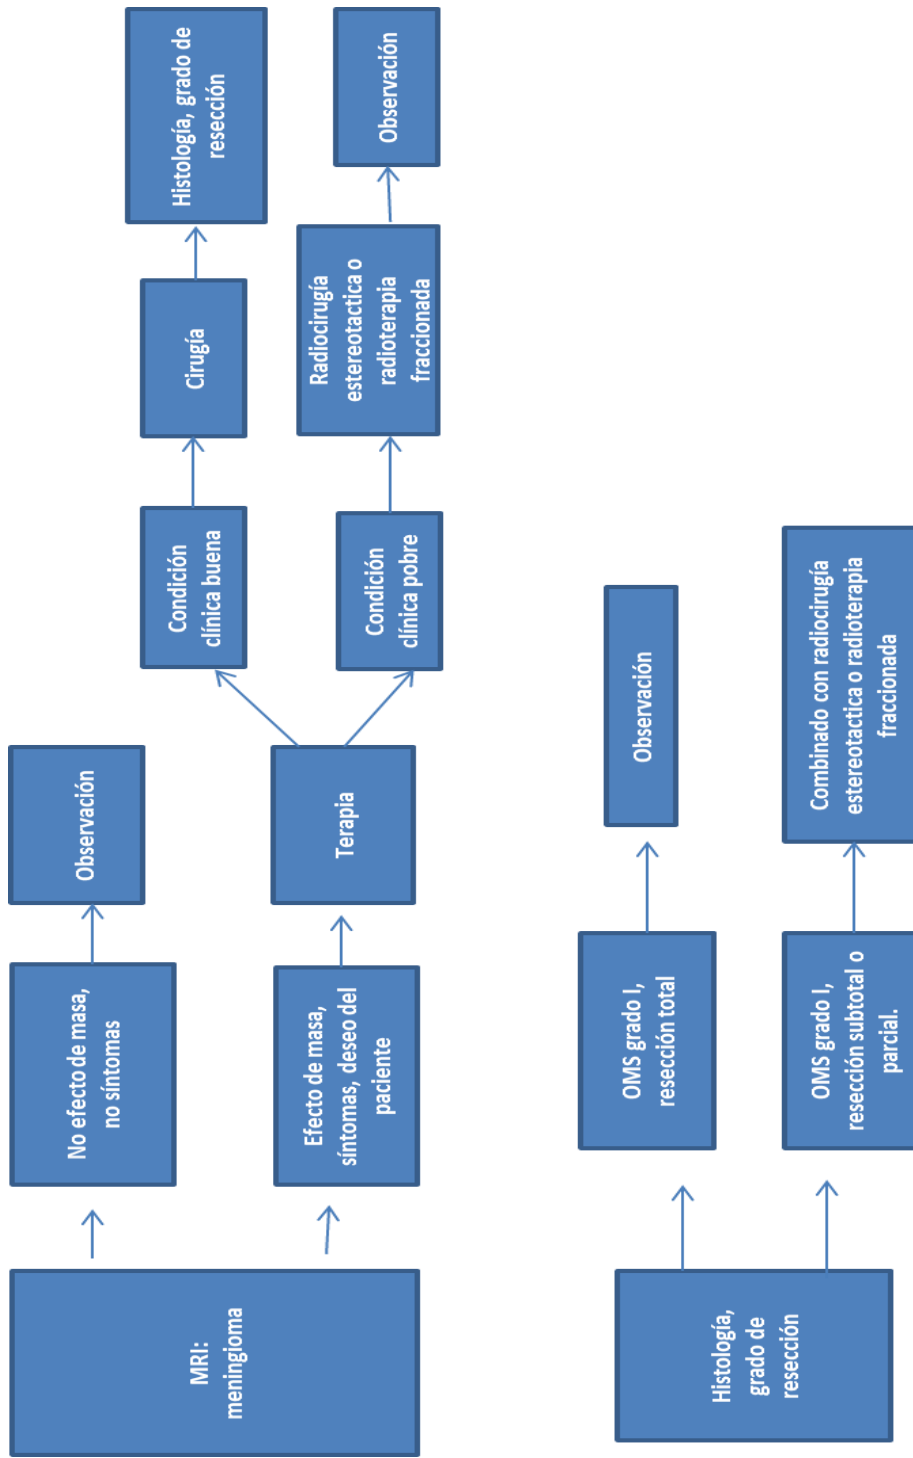 MRI:
meningioma
No efecto de masa,
no síntomas
Observación
Efecto de masa,
síntomas, deseo del
paciente
Terapia
Condición
clínica buena
Cirugía
Histología, grado de
resección
Condición
clínica pobre
Radiocirugía
estereotactica o
radioterapia
fraccionada
Observación
Histología,
grado de
resección
OMS grado I,
resección total
Observación
OMS grado I,
resección subtotal o
parcial.
Combinado con radiocirugía
estereotactica o radioterapia
fraccionada